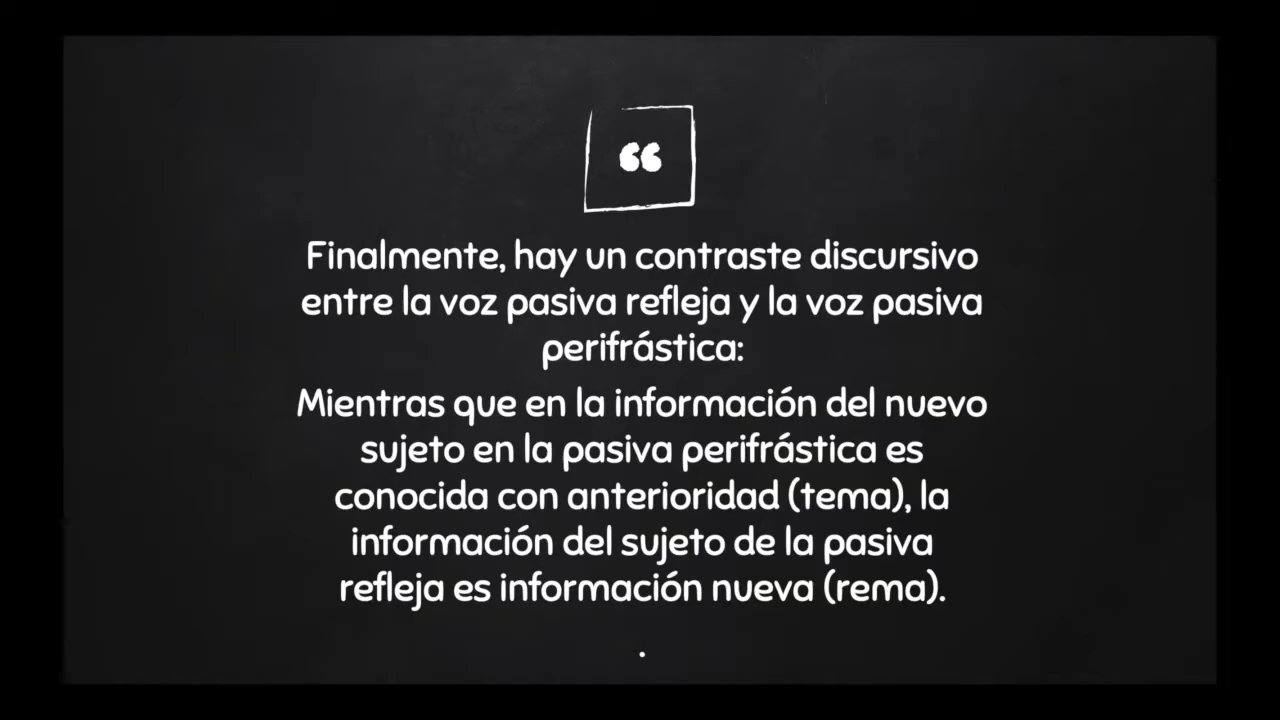 “
Finalmente, hay un contraste discursivo
entre la voz pasiva refleja y la voz pasiva
perifrástica:
Mientras que en la información del nuevo
sujeto en la pasiva perifrástica es
conocida con anterioridad (tema), la
información del sujeto de la pasiva
refleja es información nueva (rema).
.